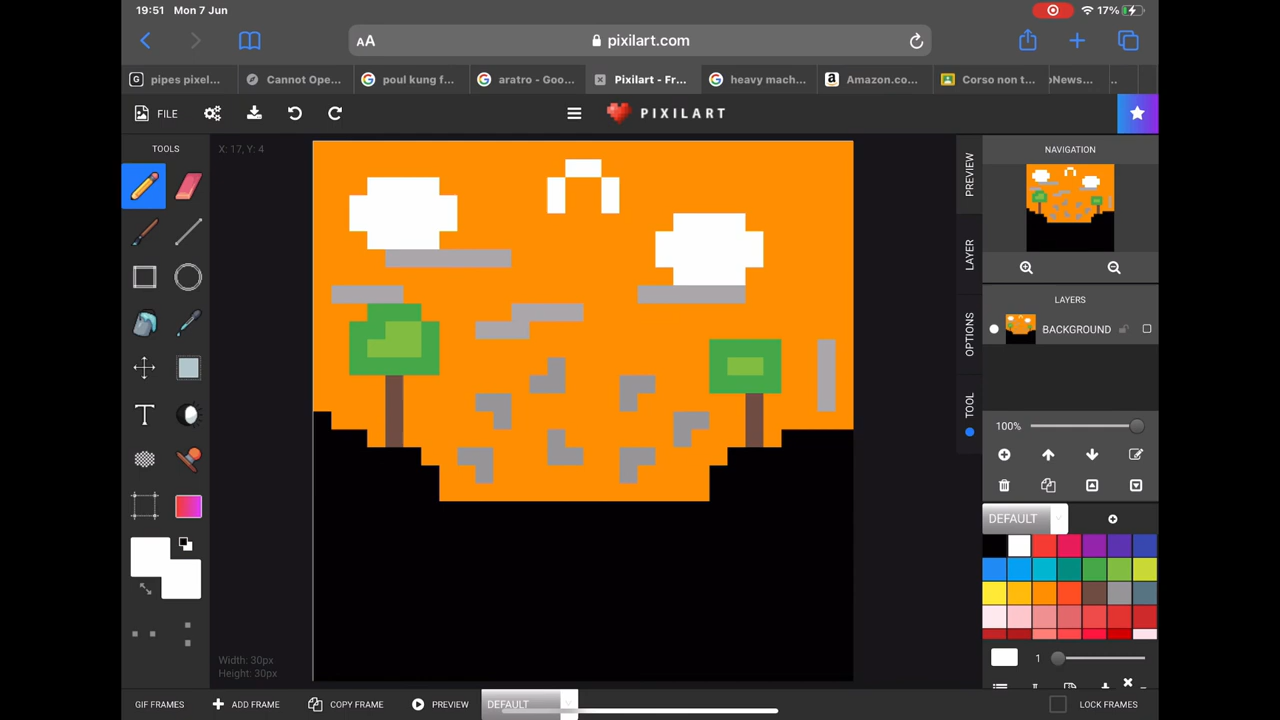 19:51 Mon 7 Jun
17%
AA
pixilart.com
G pipes pixel...
Cannot Ope...
poul kung f...
aratro - Goo...
Pixilart - Fr...
heavy mach...
Amazon.co...
Corso non t...
oNews...
..
FILE
PIXILART
TOOLS
X: 17, Y: 4
PREVIEW
LAYER
OPTIONS
TOOL
NAVIGATION
LAYERS
BACKGROUND
100%
DEFAULT
T
1
Width: 30px
Height: 30px
GIF FRAMES
ADD FRAME
COPY FRAME
PREVIEW
DEFAULT
LOCK FRAMES